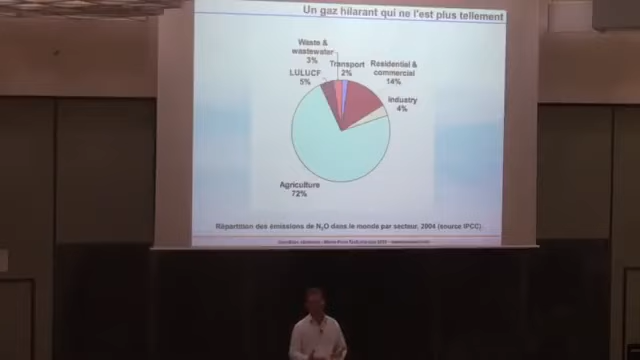 Un gaz hilarant qui ne l'est plus tellement
Waste &
wastewater
3%
Transport
2%
Residential &
commercial
14%
LULUCF
5%
Industry
4%
Agriculture
72%
Répartition des émissions de N₂O dans le monde par secteur, 2004 (source IPCC).